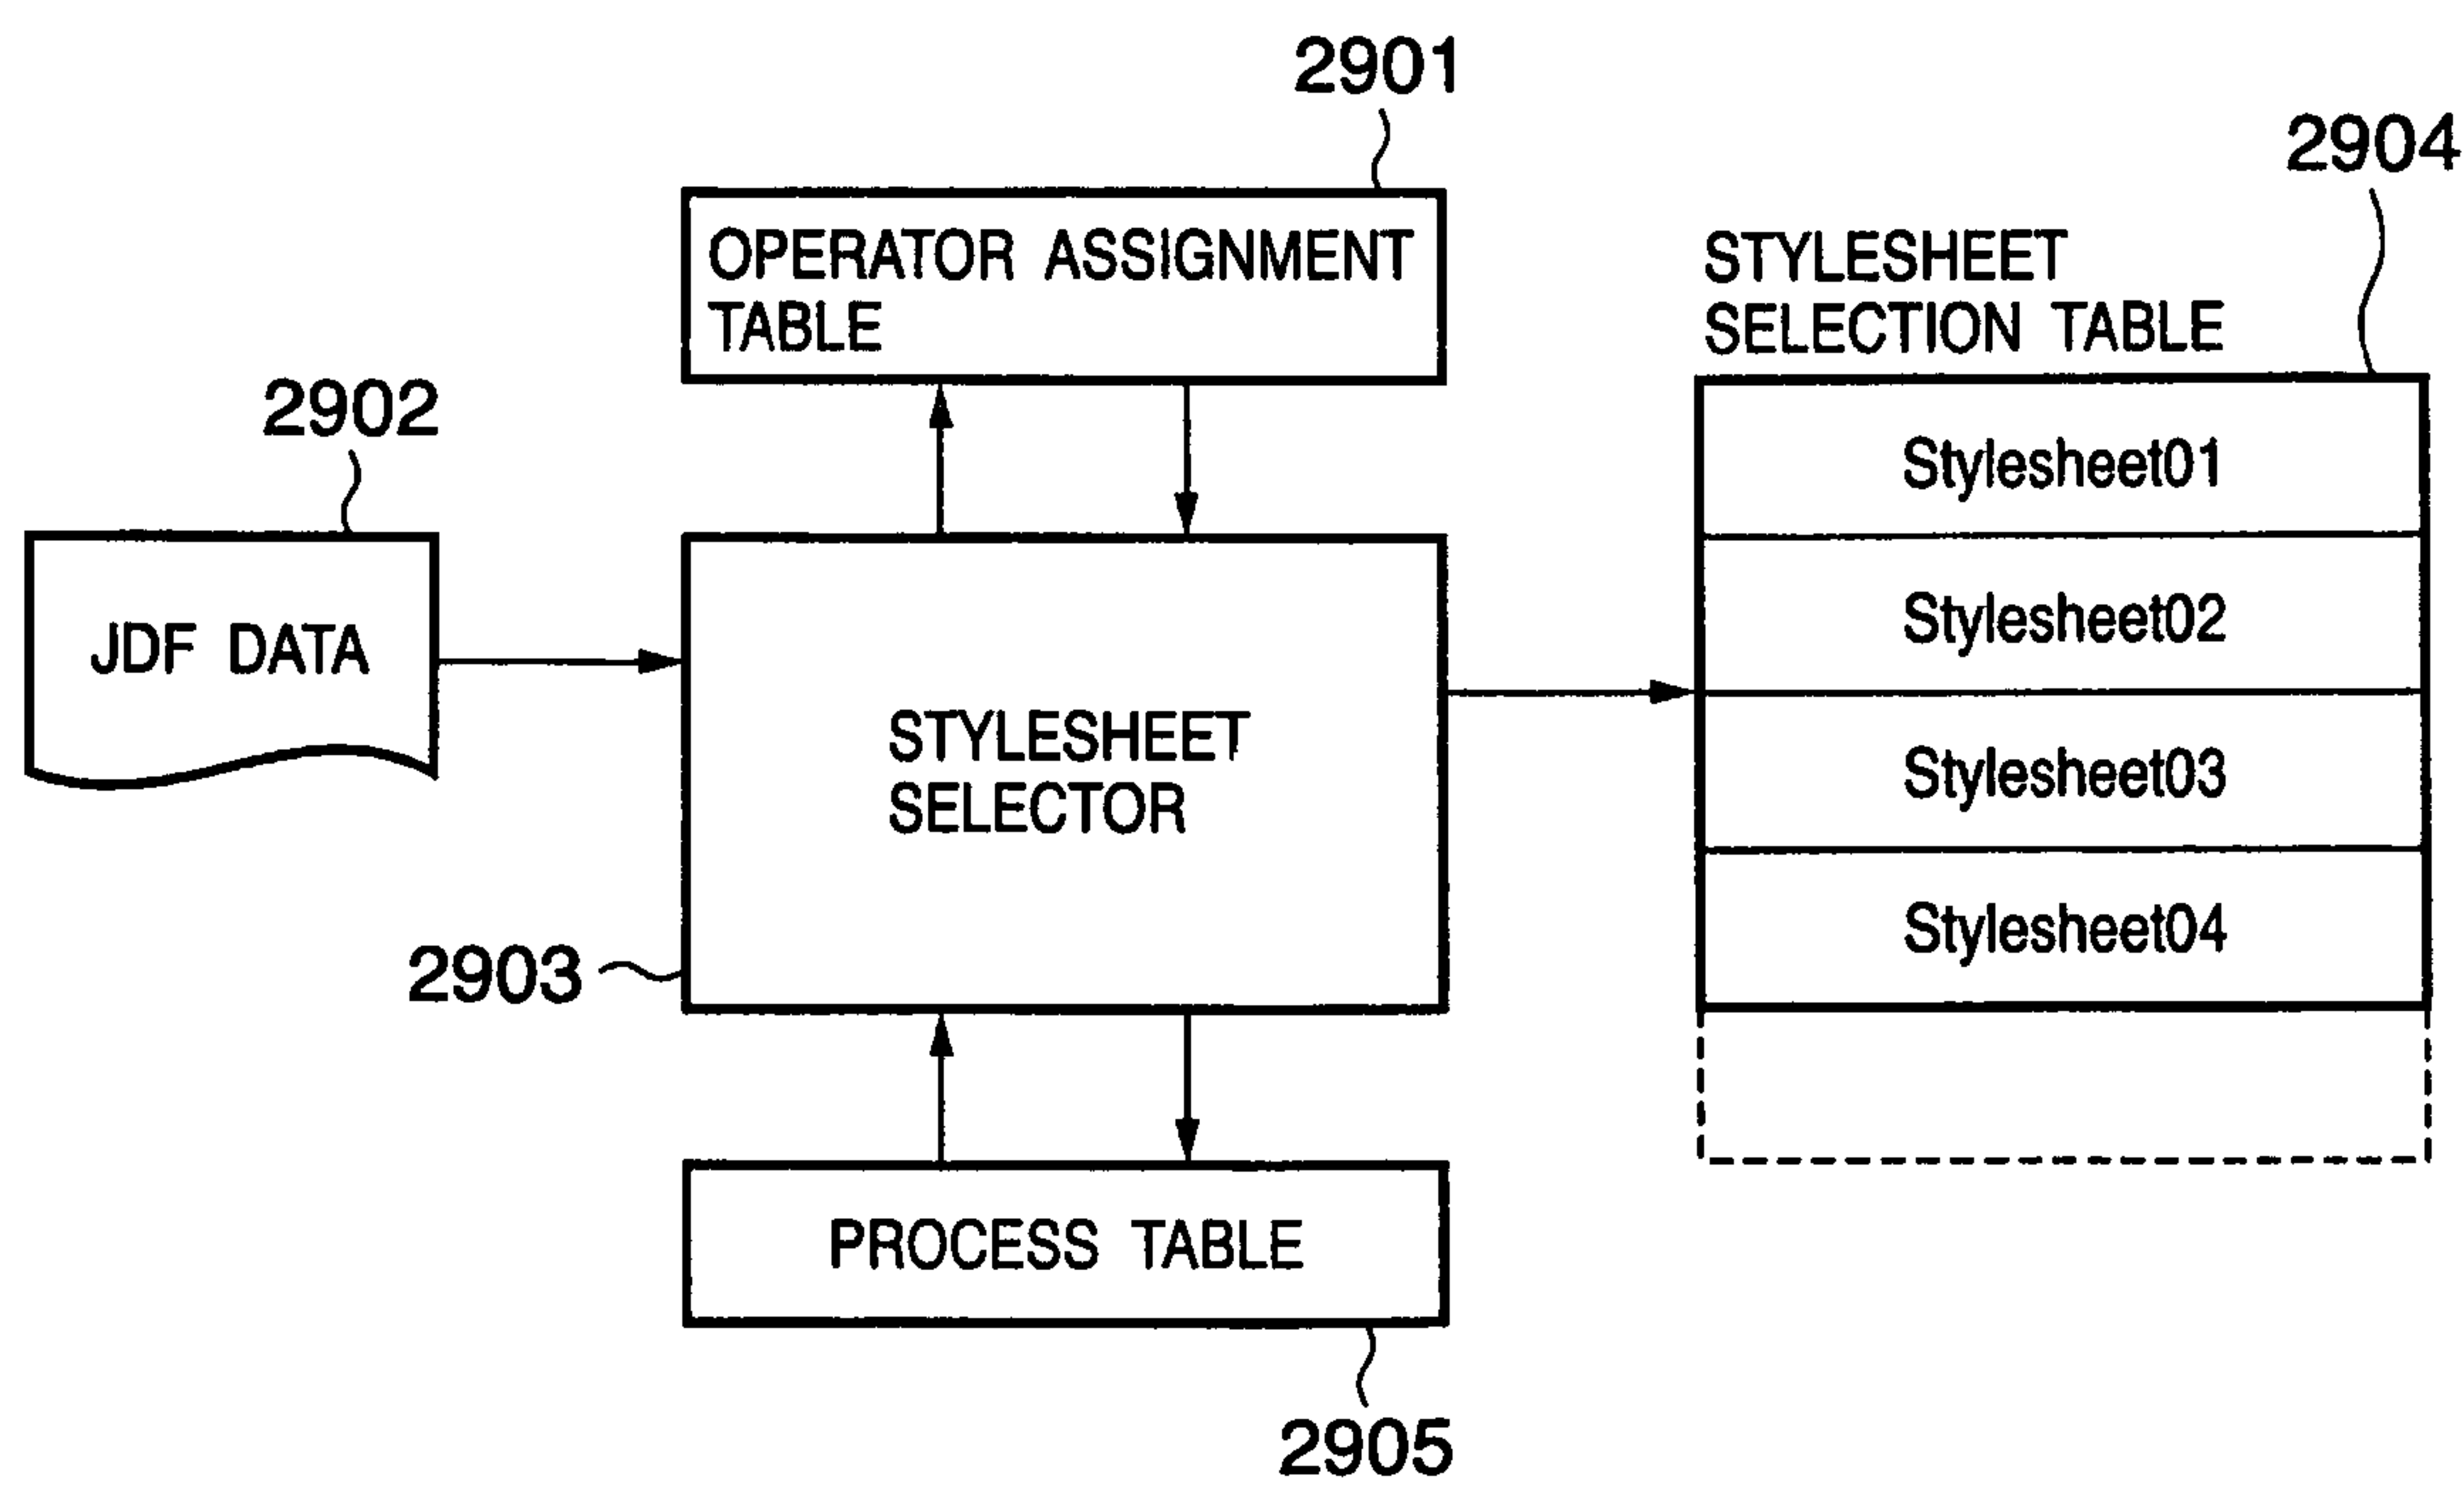 2901
2904
OPERATOR ASSIGNMENT
TABLE
STYLESHEET
SELECTION TABLE
2902
Stylesheet01
Stylesheet02
JDF DATA
STYLESHEET
SELECTOR
Stylesheet03
Stylesheet04
2903
PROCESS TABLE
2905